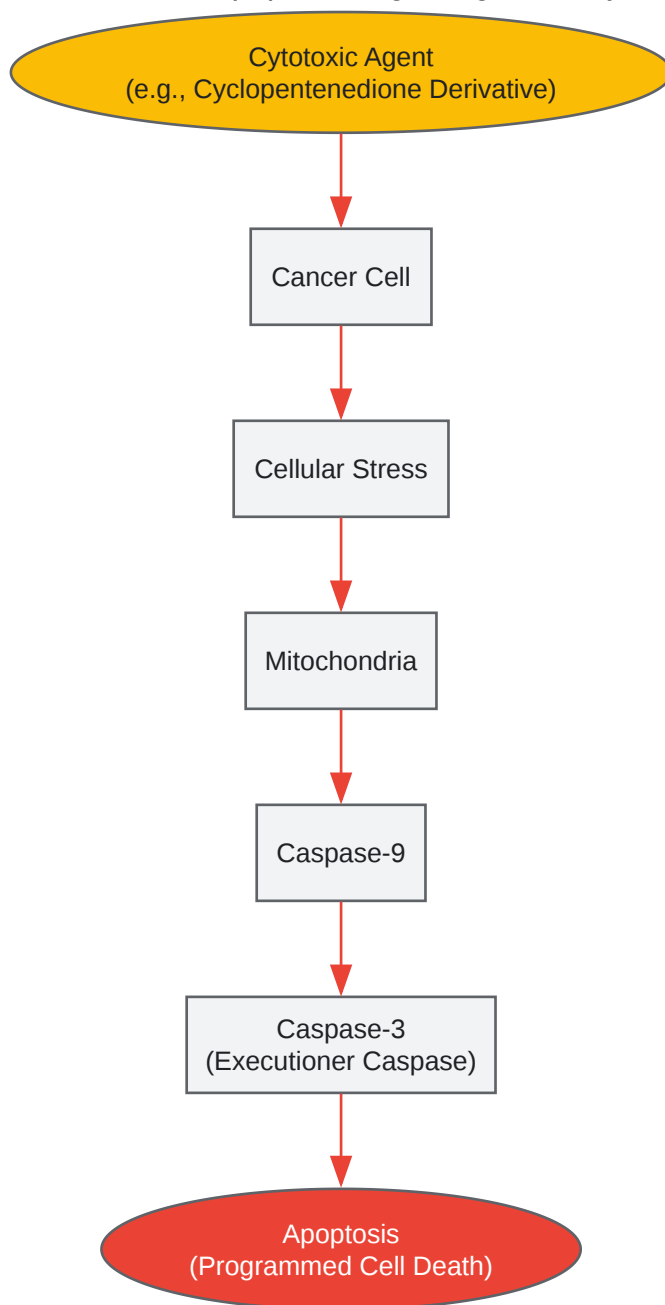 Cytotoxic Agent
(e.g., Cyclopentenedione Derivative)
Cancer Cell
Cellular Stress
Mitochondria
Caspase-9
Caspase-3
(Executioner Caspase)
Apoptosis
(Programmed Cell Death)